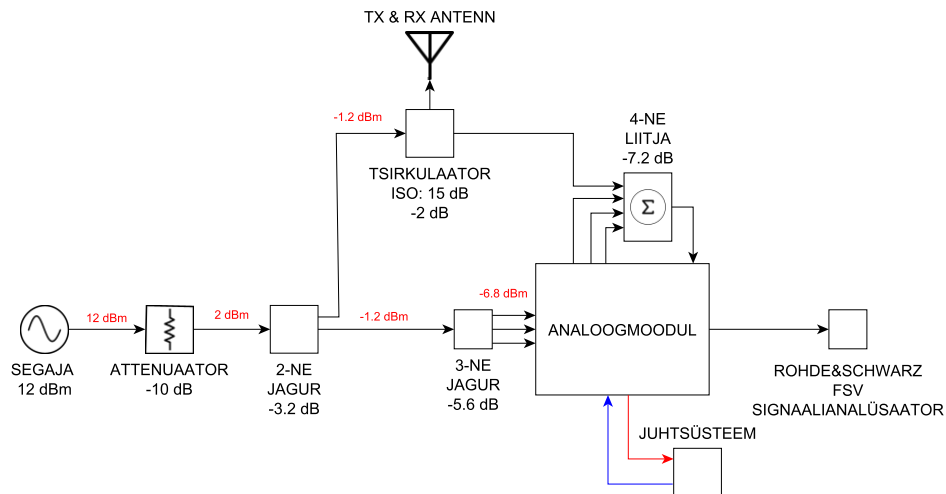 TX & RX ANTENN
-1.2 dBm
TSIRKULAATOR
ISO: 15 dB
-2 dB
4-NE
LIITJA
-7.2 dB
Σ
12 dBm
2 dBm
-1.2 dBm
-6.8 dBm
SEGAJA
12 dBm
ATTENUAATOR
-10 dB
2-NE
JAGUR
-3.2 dB
3-NE
JAGUR
-5.6 dB
ANALOOGMOODUL
ROHDE&SCHWARZ
FSV
SIGNAALIANALÜSAATOR
JUHTSÜSTEEM